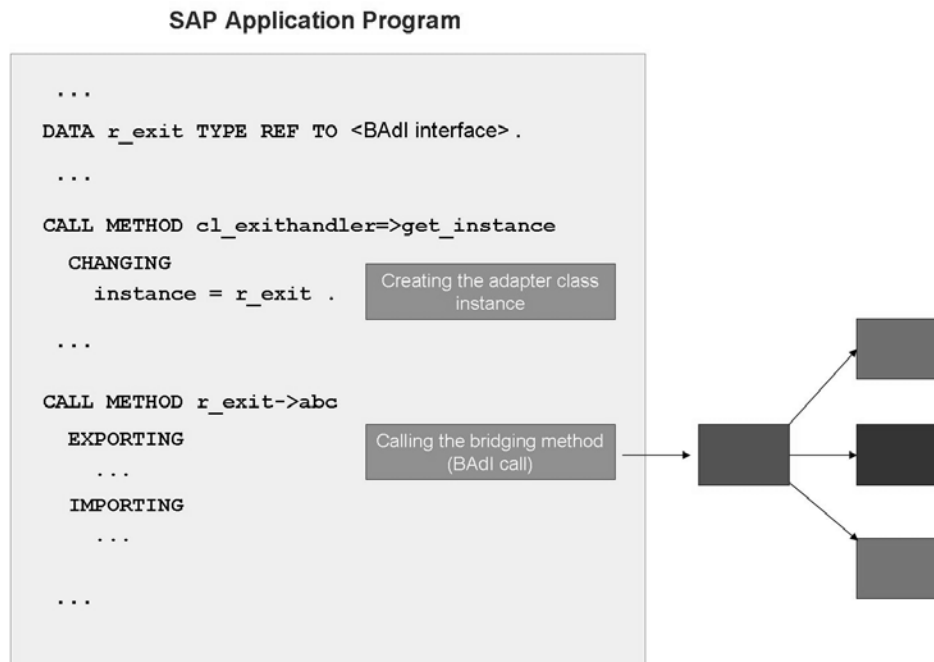 SAP Application Program
...
DATA r_exit TYPE REF TO <BAdI interface> .
...
CALL METHOD cl_exithandler=>get_instance
CHANGING
instance = r_exit .
Creating the adapter class
instance
...
CALL METHOD r_exit->abc
EXPORTING
...
IMPORTING
...
Calling the bridging method
(BAdI call)
...